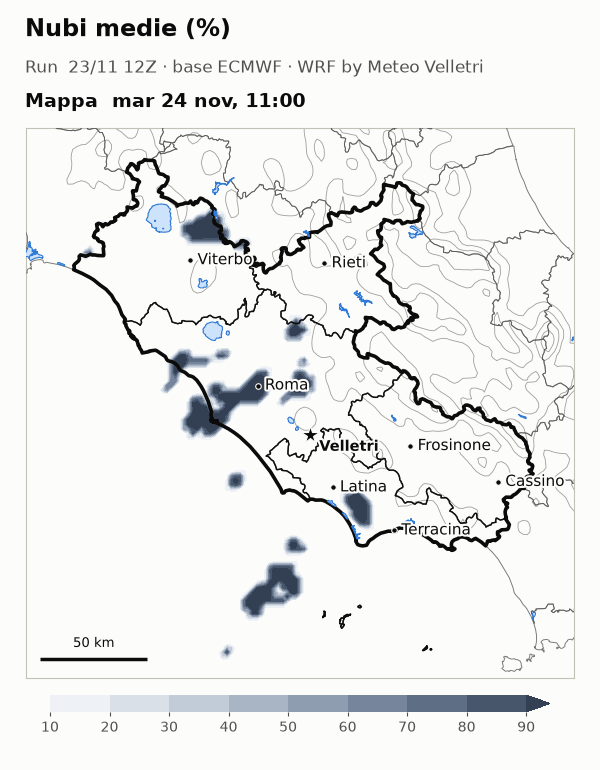 Nubi medie (%)
Run  23/11 12Z · base ECMWF · WRF by Meteo Velletri
Mappa  mar 24 nov, 11:00
Viterbo
Rieti
Roma
Velletri
Frosinone
Cassino
Latina
Terracina
50 km
10 20 30 40 50 60 70 80 90